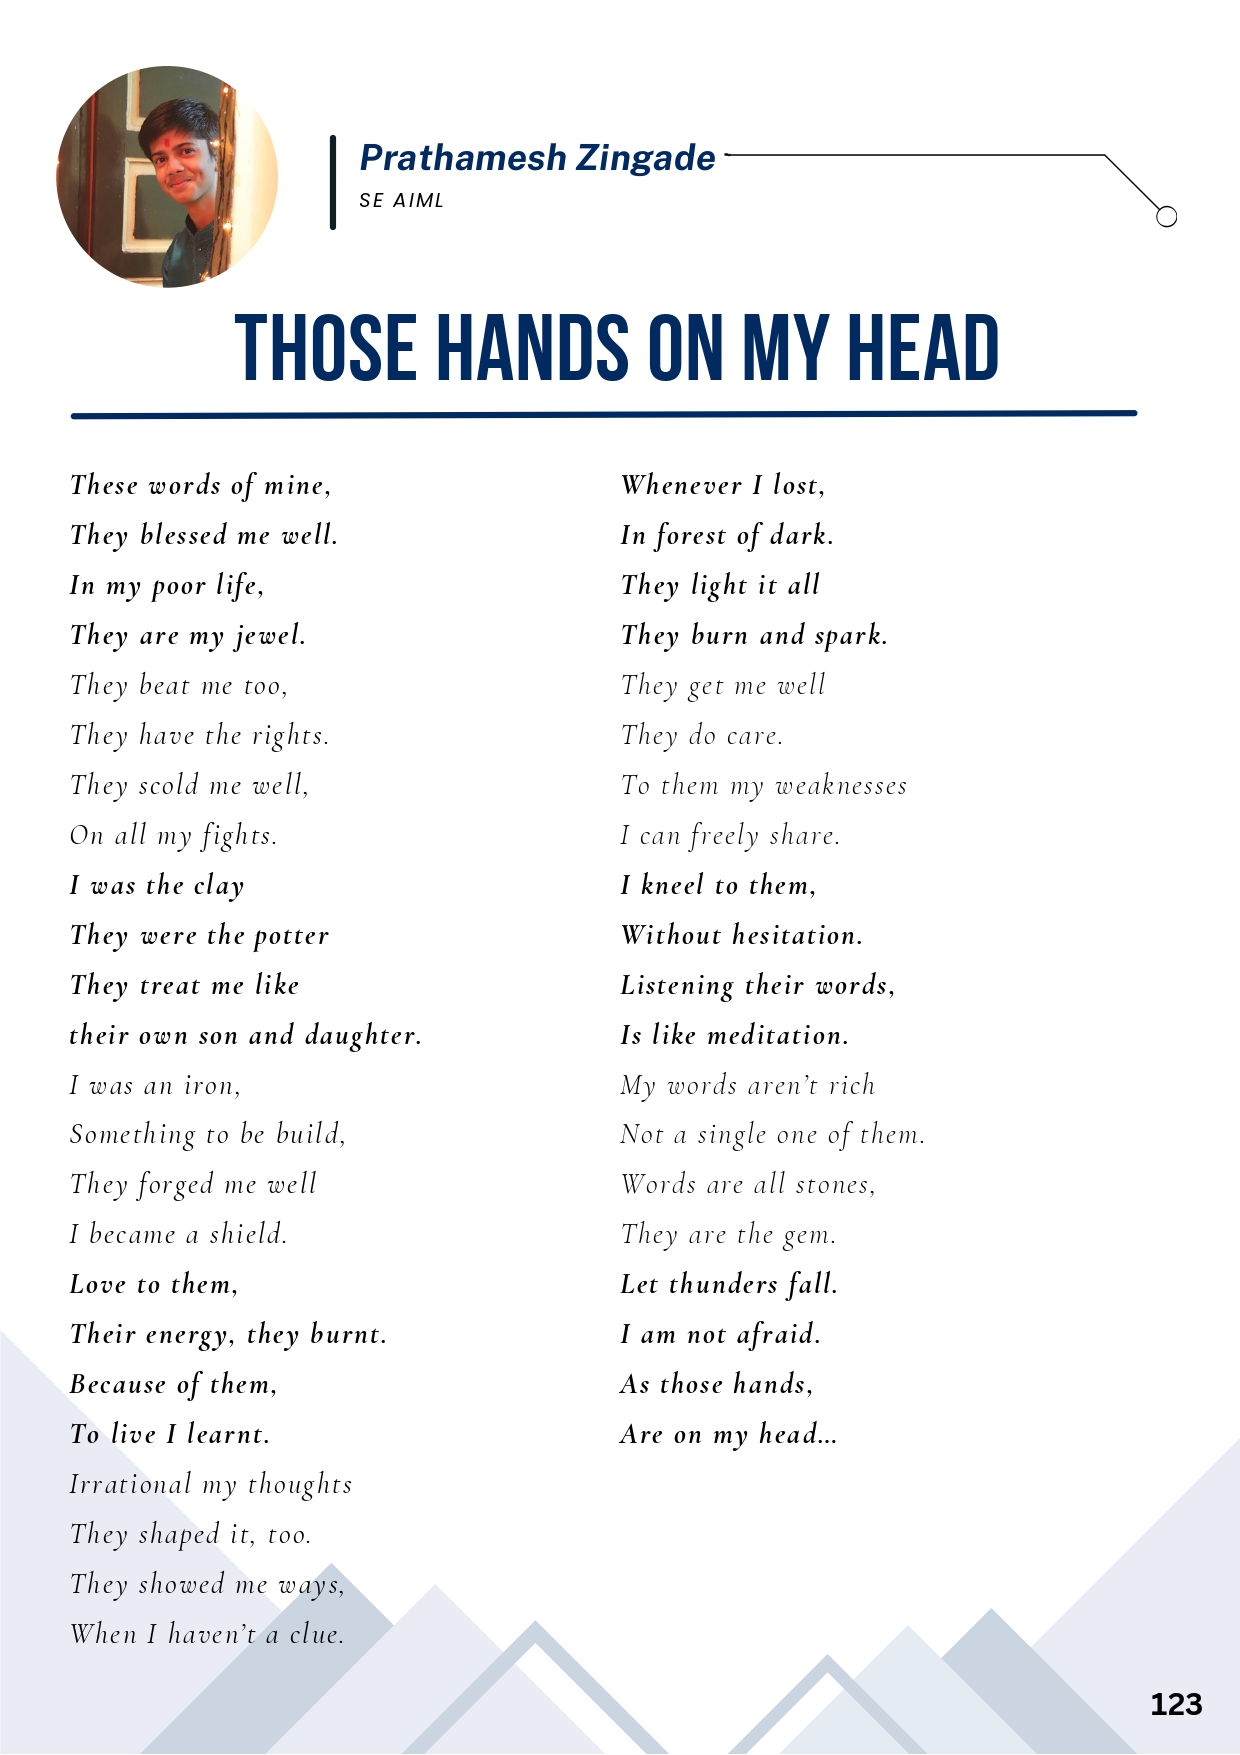 Prathamesh Zingade
SE AIML
THOSE HANDS ON MY HEAD
These words of mine,
They blessed me well.
In my poor life,
They are my jewel.
They beat me too,
They have the rights.
They scold me well,
On all my fights.
I was the clay
They were the potter
They treat me like
their own son and daughter.
I was an iron,
Something to be build,
They forged me well
I became a shield.
Love to them,
Their energy, they burnt.
Because of them,
To live I learnt.
Irrational my thoughts
They shaped it, too.
They showed me ways,
When I haven’t a clue.
Whenever I lost,
In forest of dark.
They light it all
They burn and spark.
They get me well
They do care.
To them my weaknesses
I can freely share.
I kneel to them,
Without hesitation.
Listening their words,
Is like meditation.
My words aren’t rich
Not a single one of them.
Words are all stones,
They are the gem.
Let thunders fall.
I am not afraid.
As those hands,
Are on my head...
123